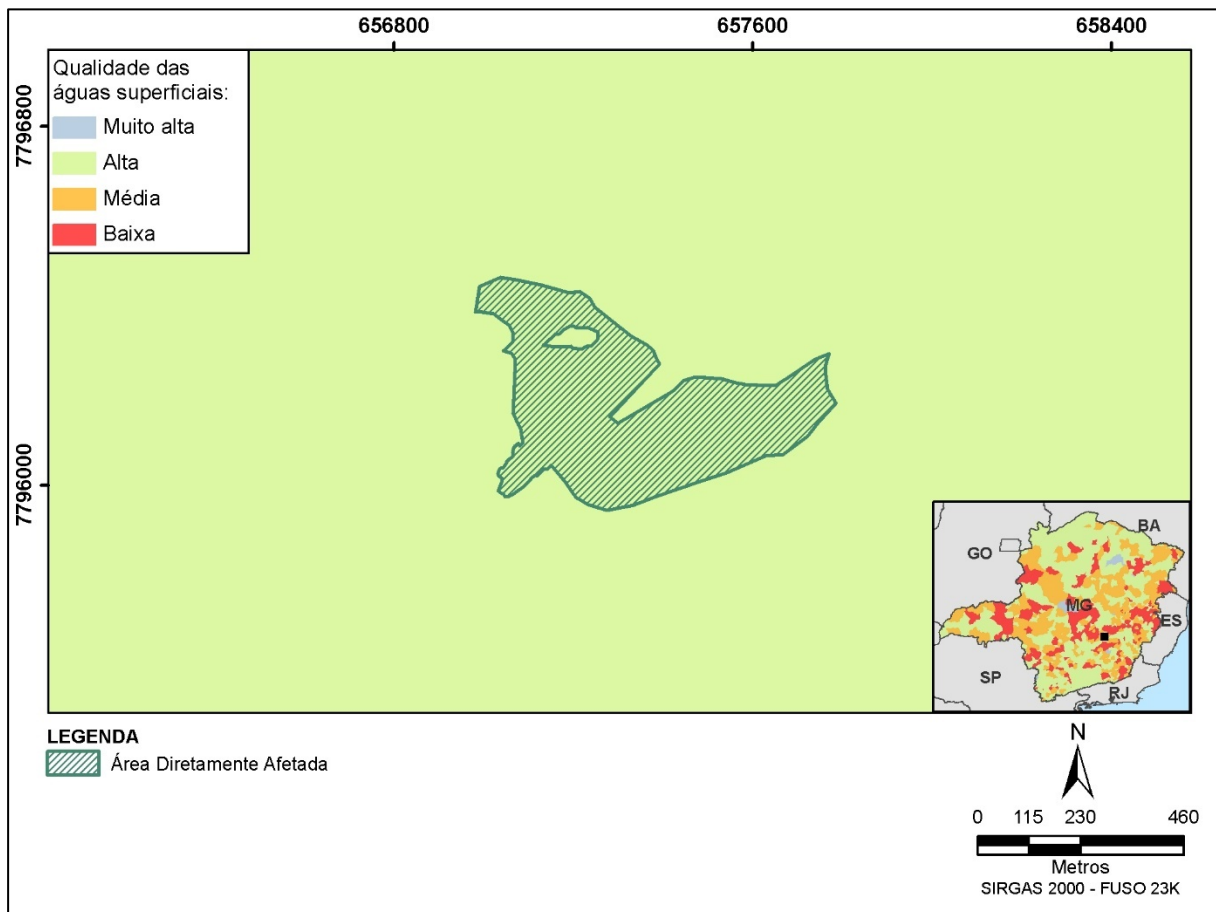 656800 657600 658400
7796800
7796000
Qualidade das
águas superficiais:
Muito alta
Alta
Média
Baixa
BA
GO
MG
ES
SP
RJ
LEGENDA
Área Diretamente Afetada
N
0 115 230 460
Metros
SIRGAS 2000 - FUSO 23K